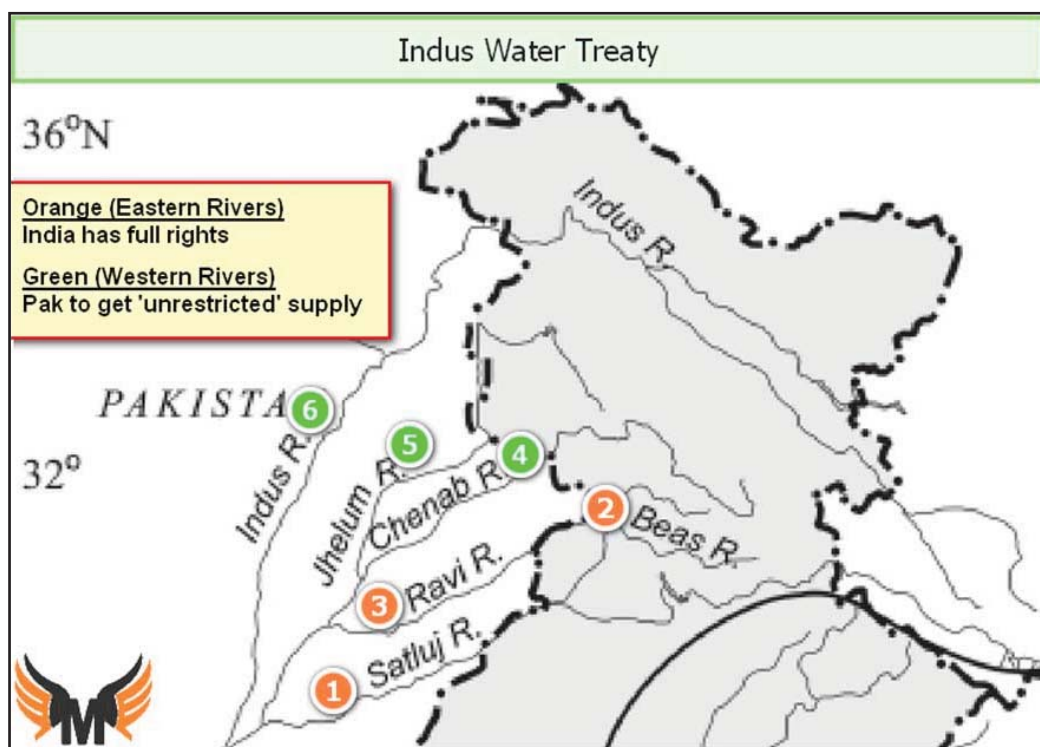 Indus Water Treaty
36°N
Orange (Eastern Rivers)
India has full rights
Green (Western Rivers)
Pak to get 'unrestricted' supply
Indus R.
PAKISTA
6
5
4
32°
Indus R.
Jhelum R.
Chenab R.
2
Beas R.
3
Ravi R.
Satluj R.
1
M